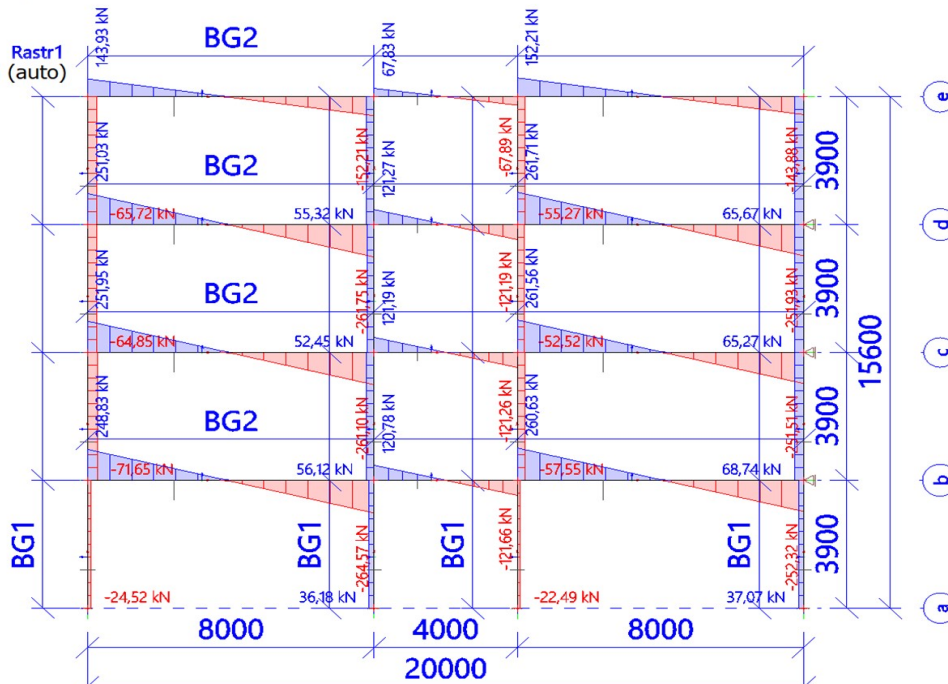 143,93 kN
BG2
67,83 kN
152,21 kN
Rastr1
(auto)
e
251,03 kN
BG2
-152,21 kN
121,27 kN
-67,89 kN
261,71 kN
-143,88 kN
3900
-65,72 kN
55,32 kN
-55,27 kN
65,67 kN
d
251,95 kN
BG2
-261,75 kN
121,19 kN
-121,19 kN
261,56 kN
-251,93 kN
3900
15600
-64,85 kN
52,45 kN
-52,52 kN
65,27 kN
c
248,83 kN
BG2
-261,10 kN
120,78 kN
-121,26 kN
260,63 kN
-251,51 kN
3900
-71,65 kN
56,12 kN
-57,55 kN
68,74 kN
b
BG1
BG1
-264,57 kN
BG1
-121,66 kN
BG1
-252,32 kN
3900
-24,52 kN
36,18 kN
-22,49 kN
37,07 kN
a
8000
4000
8000
20000